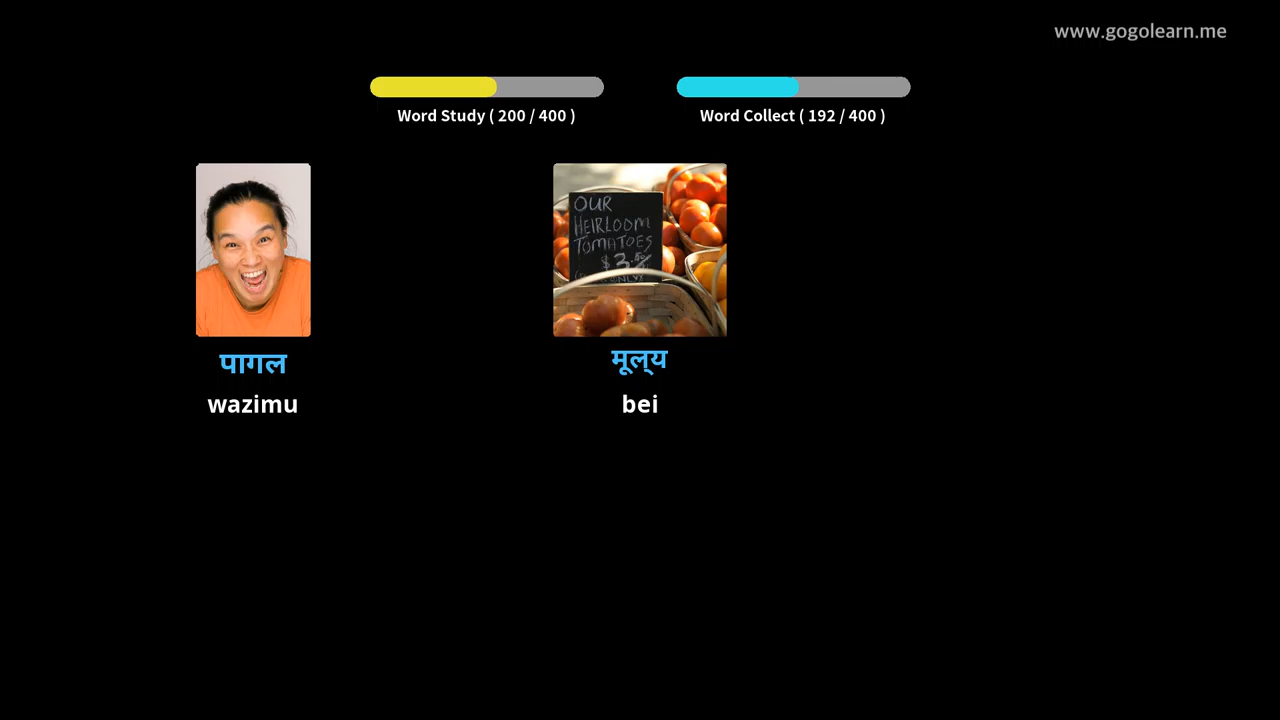 www.gogolearn.me
Word Study ( 200 / 400 )
Word Collect ( 192 / 400 )
OUR
HEIRLOOM
TOMATOES
पागल
मूल्य
wazimu
bei